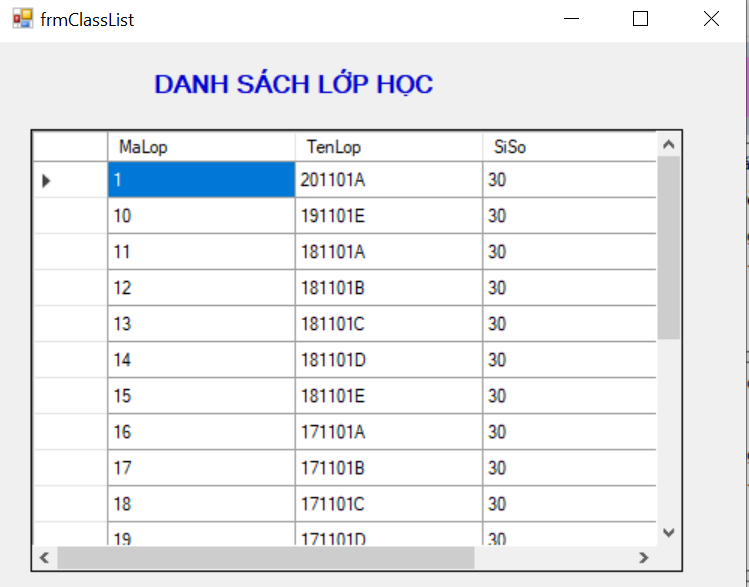 frmClassList
DANH SÁCH LỚP HỌC
MaLop TenLop SiSo
1 201101A 30
10 191101E 30
11 181101A 30
12 181101B 30
13 181101C 30
14 181101D 30
15 181101E 30
16 171101A 30
17 171101B 30
18 171101C 30
19 171101D 30